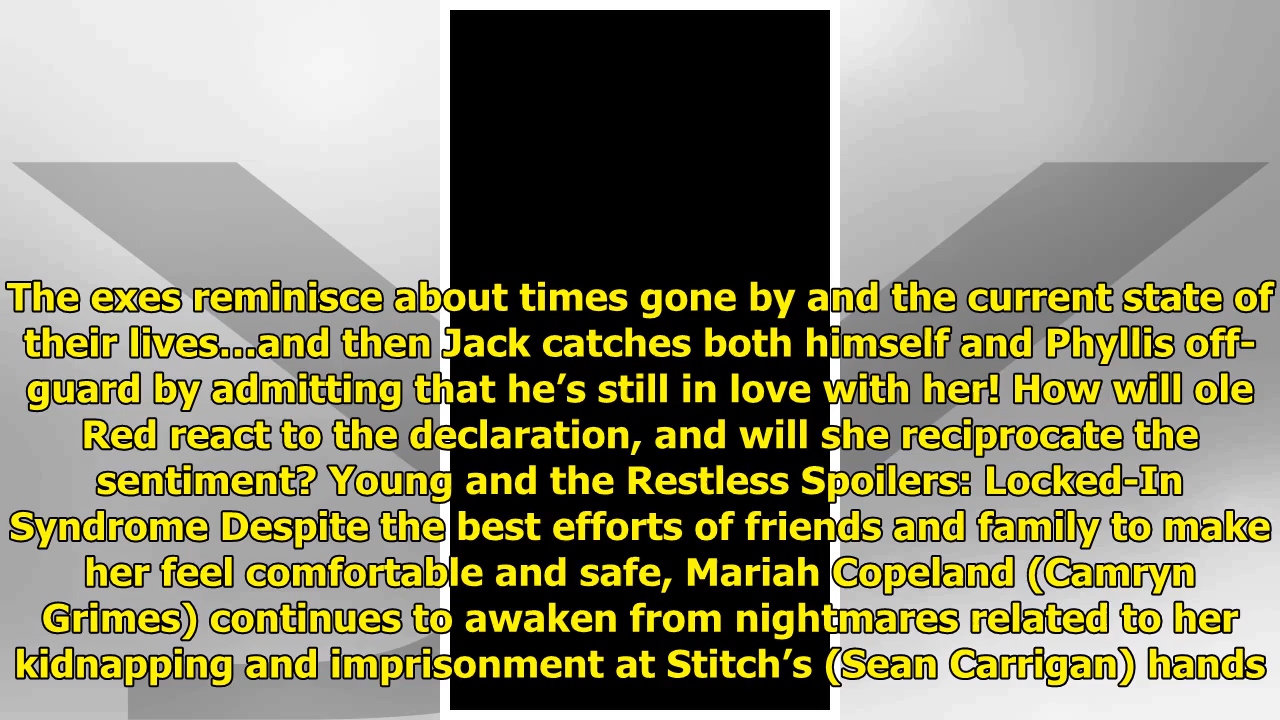 The exes reminisce about times gone by and the current state of
their lives...and then Jack catches both himself and Phyllis off-
guard by admitting that he’s still in love with her! How will ole
Red react to the declaration, and will she reciprocate the
sentiment? Young and the Restless Spoilers: Locked-In
Syndrome Despite the best efforts of friends and family to make
her feel comfortable and safe, Mariah Copeland (Camryn
Grimes) continues to awaken from nightmares related to her
kidnapping and imprisonment at Stitch’s (Sean Carrigan) hands